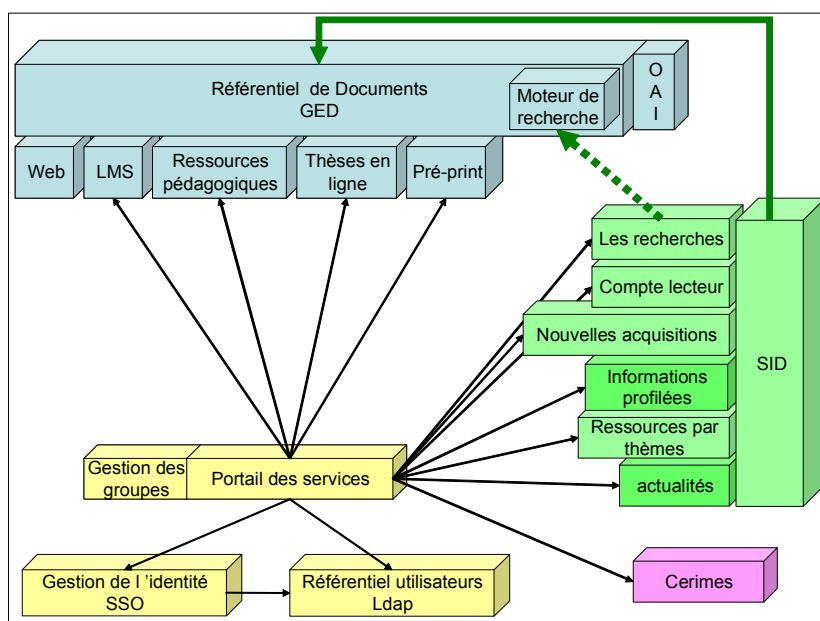 Référentiel de Documents
GED
Moteur de
recherche
O
A
I
Web
LMS
Ressources
pédagogiques
Thèses en
ligne
Pré-print
Les recherches
Compte lecteur
Nouvelles acquisitions
Informations
profilées
Ressources par
thèmes
actualités
SID
Gestion des
groupes
Portail des services
Gestion de l 'identité
SSO
Référentiel utilisateurs
Ldap
Cerimes